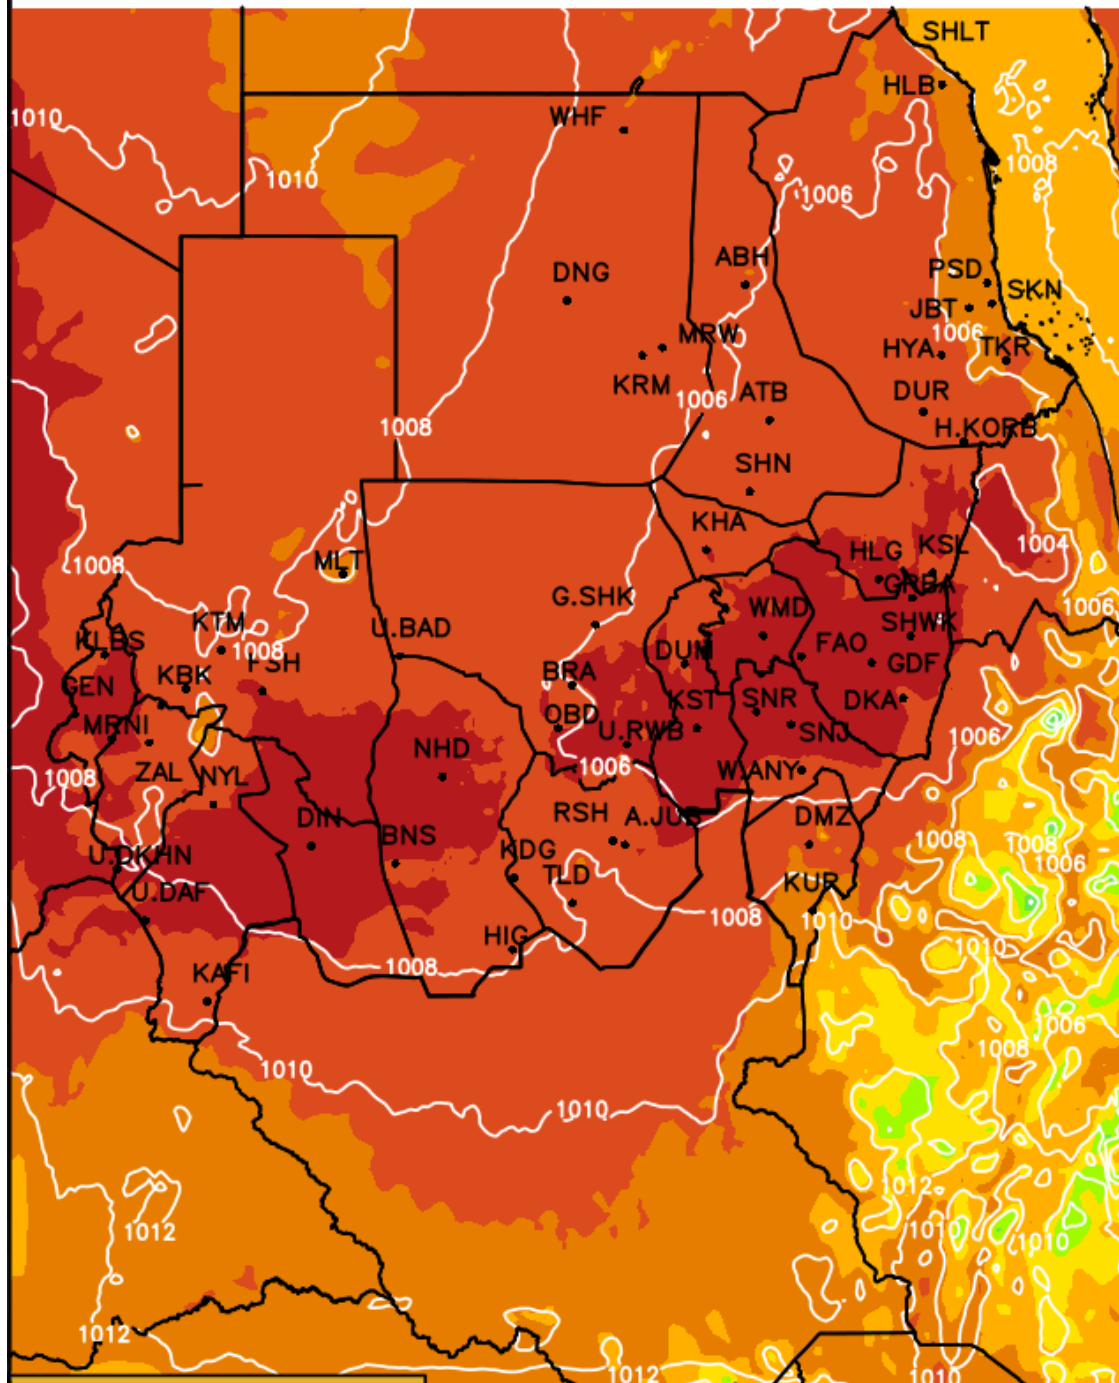 SHLT
HLB
WHF
1010
1008
1010
1006
ABH
DNG
PSD
SKN
JBT
1006
MRW
HYA
TKR
KRM
ATB
1006
DUR
1008
H.KORB
SHN
KHA
1004
HLG
KSL
1008
MLT
GRBA
G.SHK
WMD
1006
KTM
SHWK
U.BAD
KLBS
1008
FAO
DUM
FSH
GDF
KBK
BRA
GEN
KST
SNR
DKA
OBD
MRNI
U.RWB
SNJ
1006
NHD
1006
ZAL
NYL
W.ANY
1008
RSH
A.JUB
DMZ
DIN
1008
1008
BNS
KDG
U.DKHN
1006
TLD
KUR
U.DAF
1008
1010
HIG
1010
1008
KAFI
1006
1008
1010
1010
1012
1012
1010
1010
1012
1012
1010